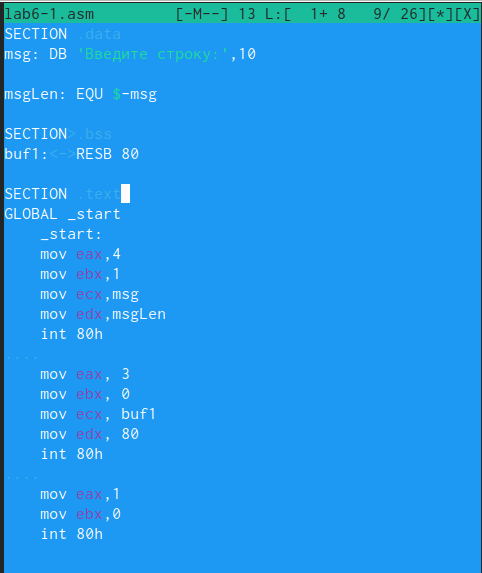 lab6-1.asm [-M--] 13 L:[ 1+ 8 9/ 26][*][X]
SECTION .data
msg: DB 'Введите строку:',10
msgLen: EQU $-msg
SECTION>.bss
buf1:<->RESB 80
SECTION .text
GLOBAL _start
_start:
mov eax,4
mov ebx,1
mov ecx,msg
mov edx,msgLen
int 80h
....
mov eax, 3
mov ebx, 0
mov ecx, buf1
mov edx, 80
int 80h
....
mov eax,1
mov ebx,0
int 80h